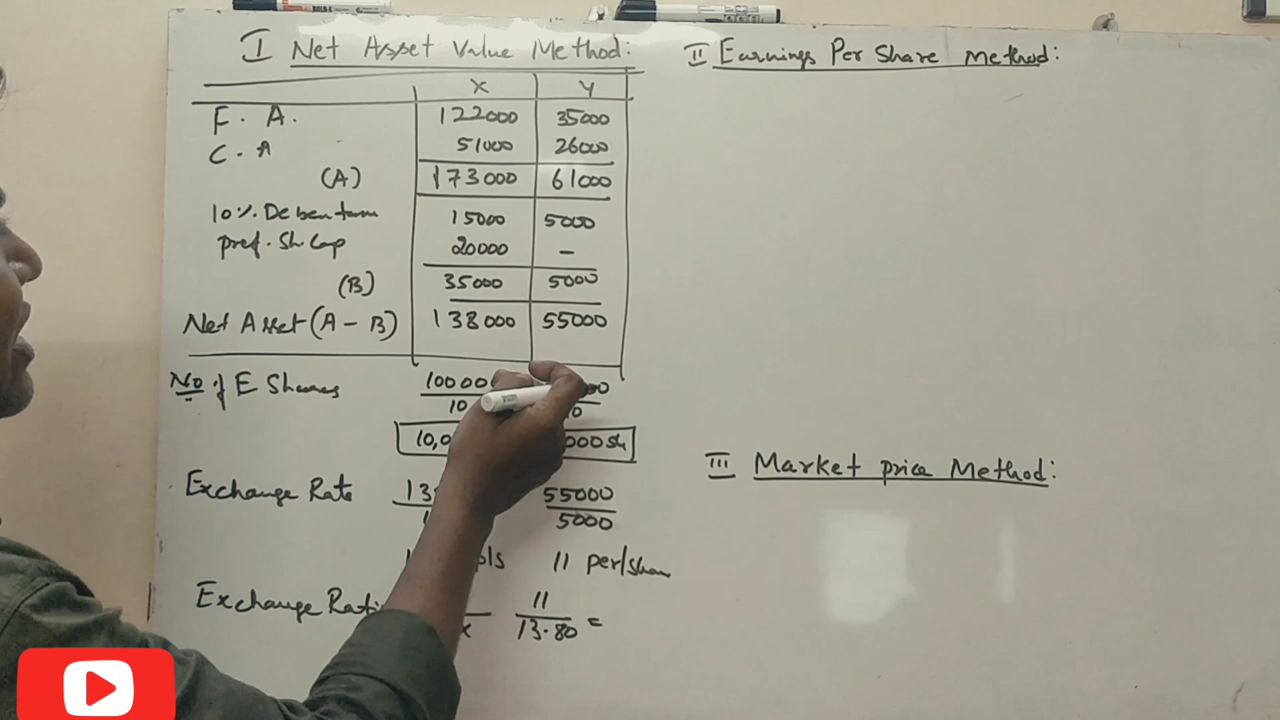 I Net Asset Value Method:
X Y
F. A. 122000 35000
C. A 51000 26000
(A) 173000 61000
10% Debenture 15000 5000
pref. Sh. Cap 20000 –
(B) 35000 5000
Net Asset (A – B) 138000 55000
No of E Shares
10
000 Sh
Exchange Rate 55000
5000
11 per/share
Exchange 11
13.80 =
II Earnings Per Share Method:
III Market price Method: